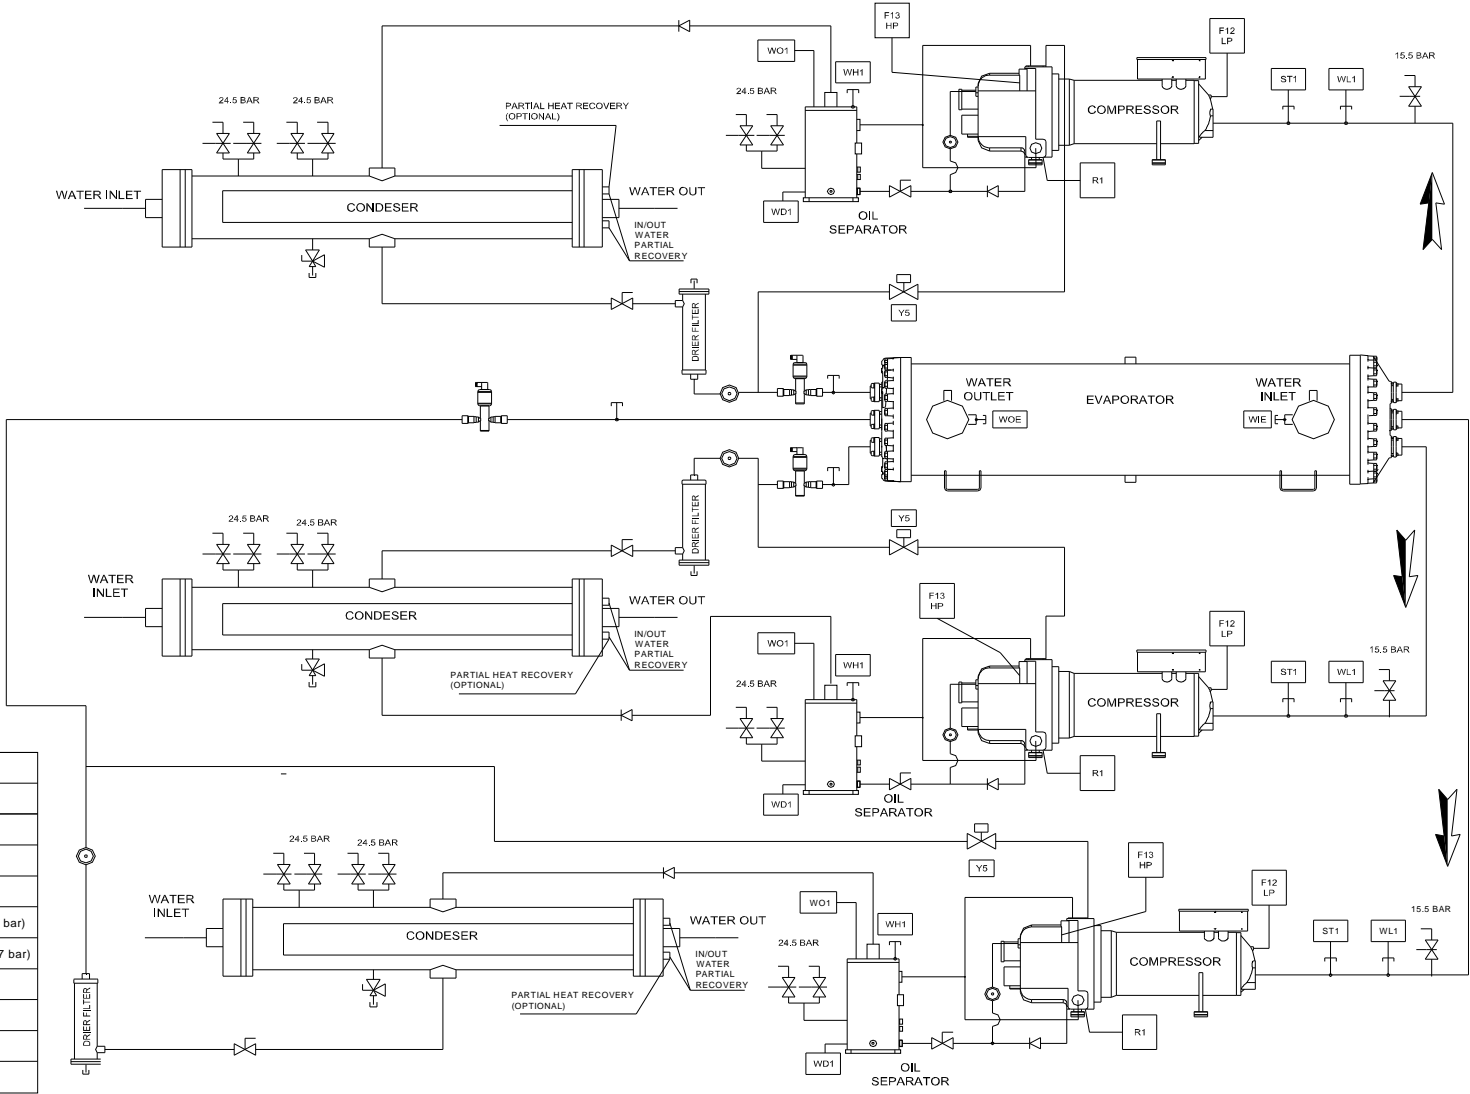 F13
HP
F12
LP
WO1
WH1
15.5 BAR
ST1
WL1
24.5 BAR
24.5 BAR
24.5 BAR
PARTIAL HEAT RECOVERY
(OPTIONAL)
COMPRESSOR
WATER INLET
CONDESER
WATER OUT
R1
WD1
OIL
SEPARATOR
IN/OUT
WATER
PARTIAL
RECOVERY
DRIER FILTER
Y5
WATER
OUTLET
WOE
EVAPORATOR
WATER
INLET
WIE
DRIER FILTER
Y5
24.5 BAR
24.5 BAR
WATER
INLET
CONDESER
WATER OUT
IN/OUT
WATER
PARTIAL
RECOVERY
PARTIAL HEAT RECOVERY
(OPTIONAL)
F13
HP
F12
LP
WO1
WH1
15.5 BAR
ST1
WL1
24.5 BAR
COMPRESSOR
R1
WD1
OIL
SEPARATOR
24.5 BAR
24.5 BAR
Y5
F13
HP
F12
LP
WATER
INLET
CONDESER
WATER OUT
WO1
WH1
15.5 BAR
ST1
WL1
24.5 BAR
IN/OUT
WATER
PARTIAL
RECOVERY
PARTIAL HEAT RECOVERY
(OPTIONAL)
COMPRESSOR
R1
WD1
OIL
SEPARATOR
DRIER FILTER
bar)
7 bar)